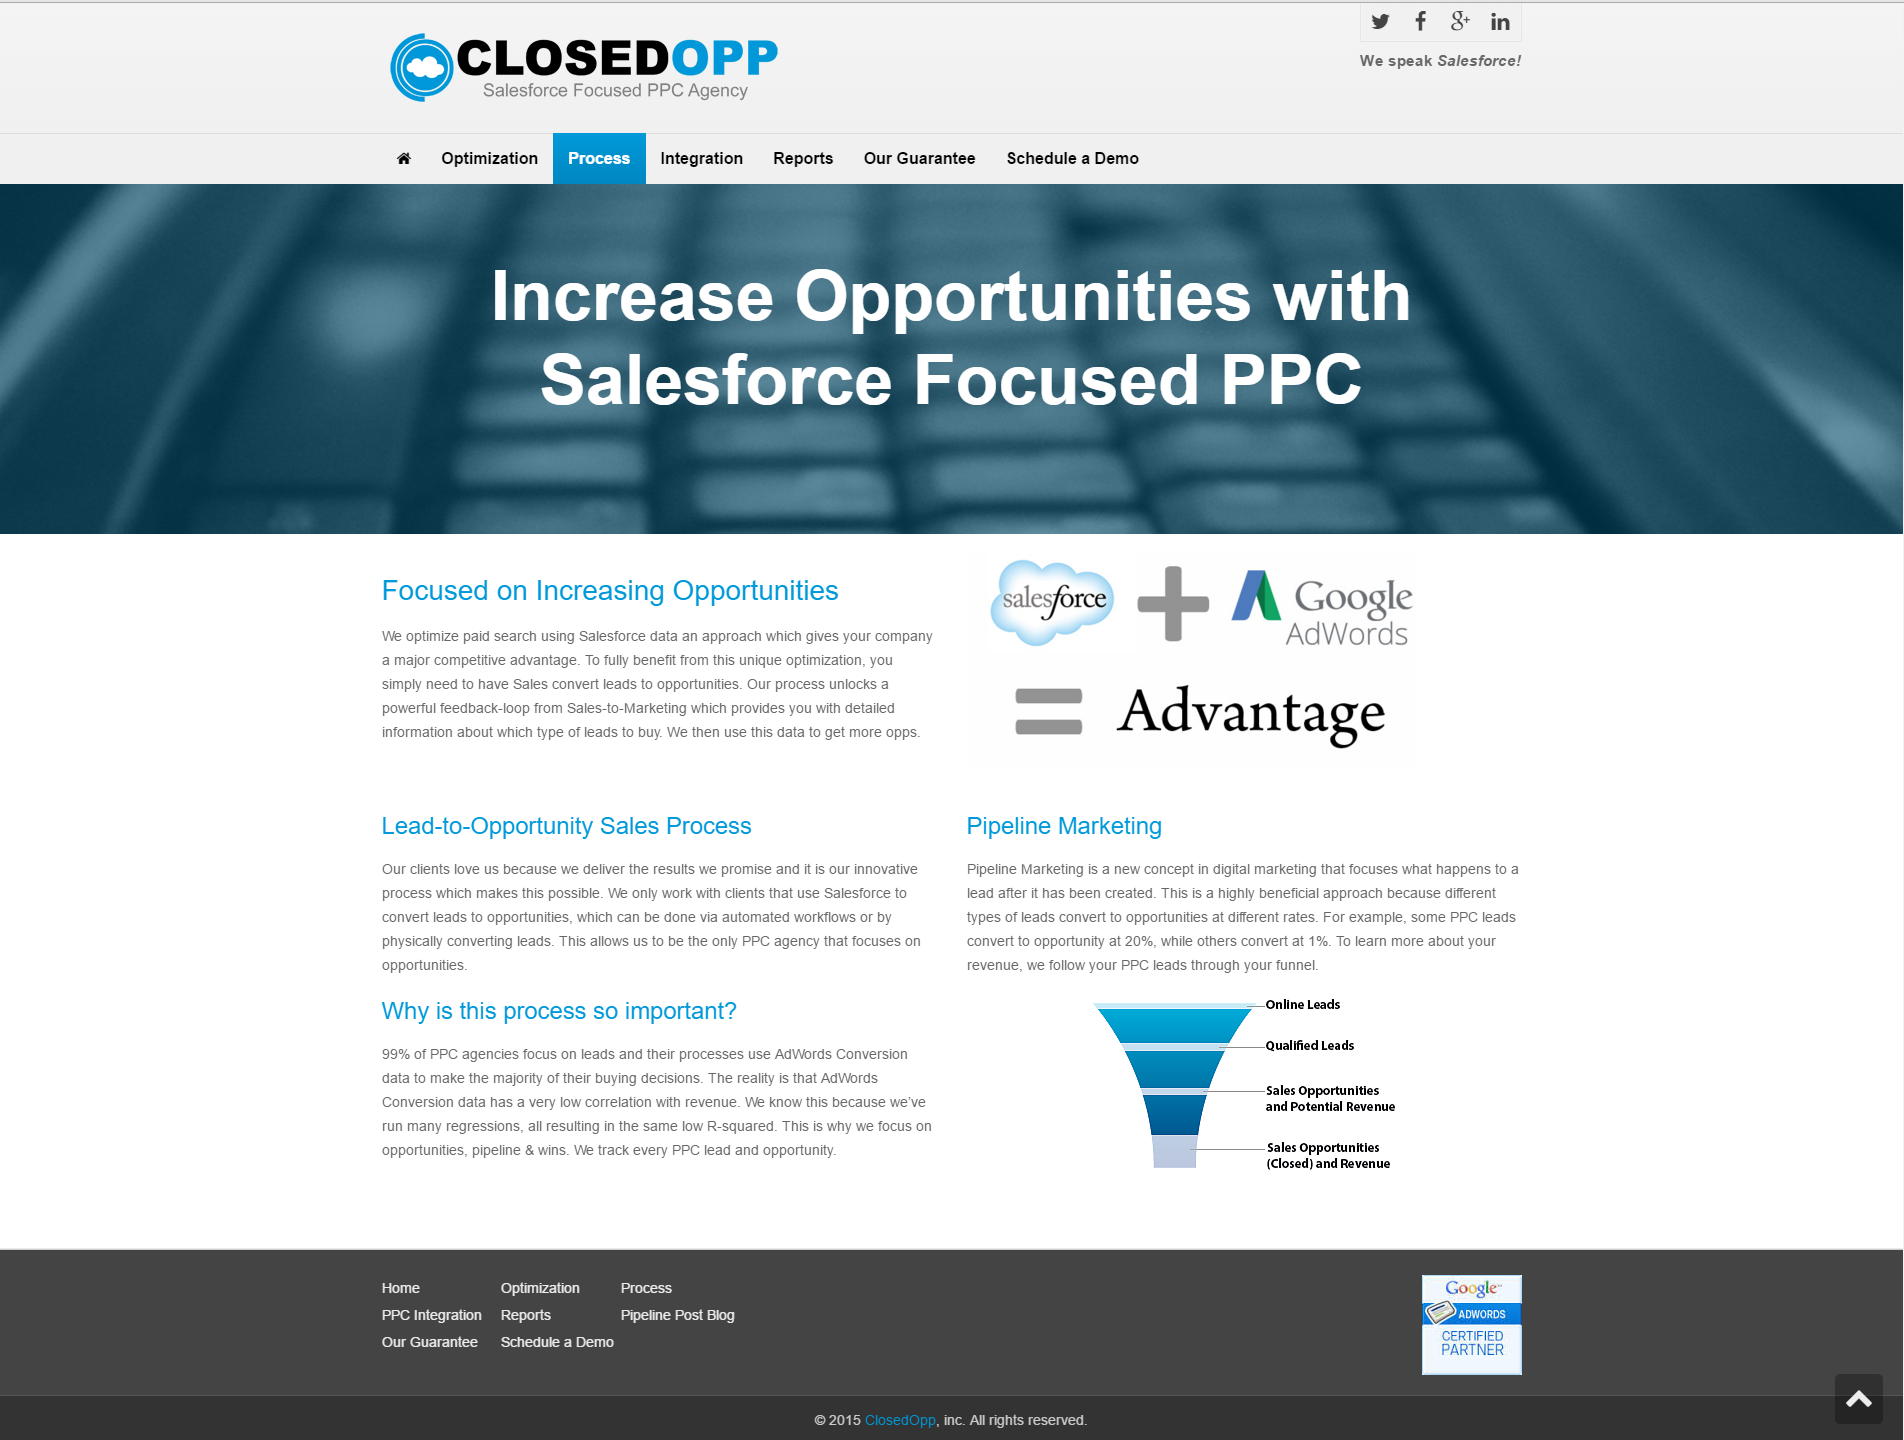 CLOSEDOPP
Salesforce Focused PPC Agency
We speak Salesforce!
Optimization Process Integration Reports Our Guarantee Schedule a Demo
Increase Opportunities with
Salesforce Focused PPC
Focused on Increasing Opportunities
We optimize paid search using Salesforce data an approach which gives your company
a major competitive advantage. To fully benefit from this unique optimization, you
simply need to have Sales convert leads to opportunities. Our process unlocks a
powerful feedback-loop from Sales-to-Marketing which provides you with detailed
information about which type of leads to buy. We then use this data to get more opps.
salesforce + Google
AdWords
= Advantage
Lead-to-Opportunity Sales Process
Our clients love us because we deliver the results we promise and it is our innovative
process which makes this possible. We only work with clients that use Salesforce to
convert leads to opportunities, which can be done via automated workflows or by
physically converting leads. This allows us to be the only PPC agency that focuses on
opportunities.
Why is this process so important?
99% of PPC agencies focus on leads and their processes use AdWords Conversion
data to make the majority of their buying decisions. The reality is that AdWords
Conversion data has a very low correlation with revenue. We know this because we've
run many regressions, all resulting in the same low R-squared. This is why we focus on
opportunities, pipeline & wins. We track every PPC lead and opportunity.
Pipeline Marketing
Pipeline Marketing is a new concept in digital marketing that focuses what happens to a
lead after it has been created. This is a highly beneficial approach because different
types of leads convert to opportunities at different rates. For example, some PPC leads
convert to opportunity at 20%, while others convert at 1%. To learn more about your
revenue, we follow your PPC leads through your funnel.
Online Leads
Qualified Leads
Sales Opportunities
and Potential Revenue
Sales Opportunities
(Closed) and Revenue
Home Optimization Process
PPC Integration Reports Pipeline Post Blog
Our Guarantee Schedule a Demo
Google
ADWORDS
CERTIFIED
PARTNER
© 2015 ClosedOpp, inc. All rights reserved.